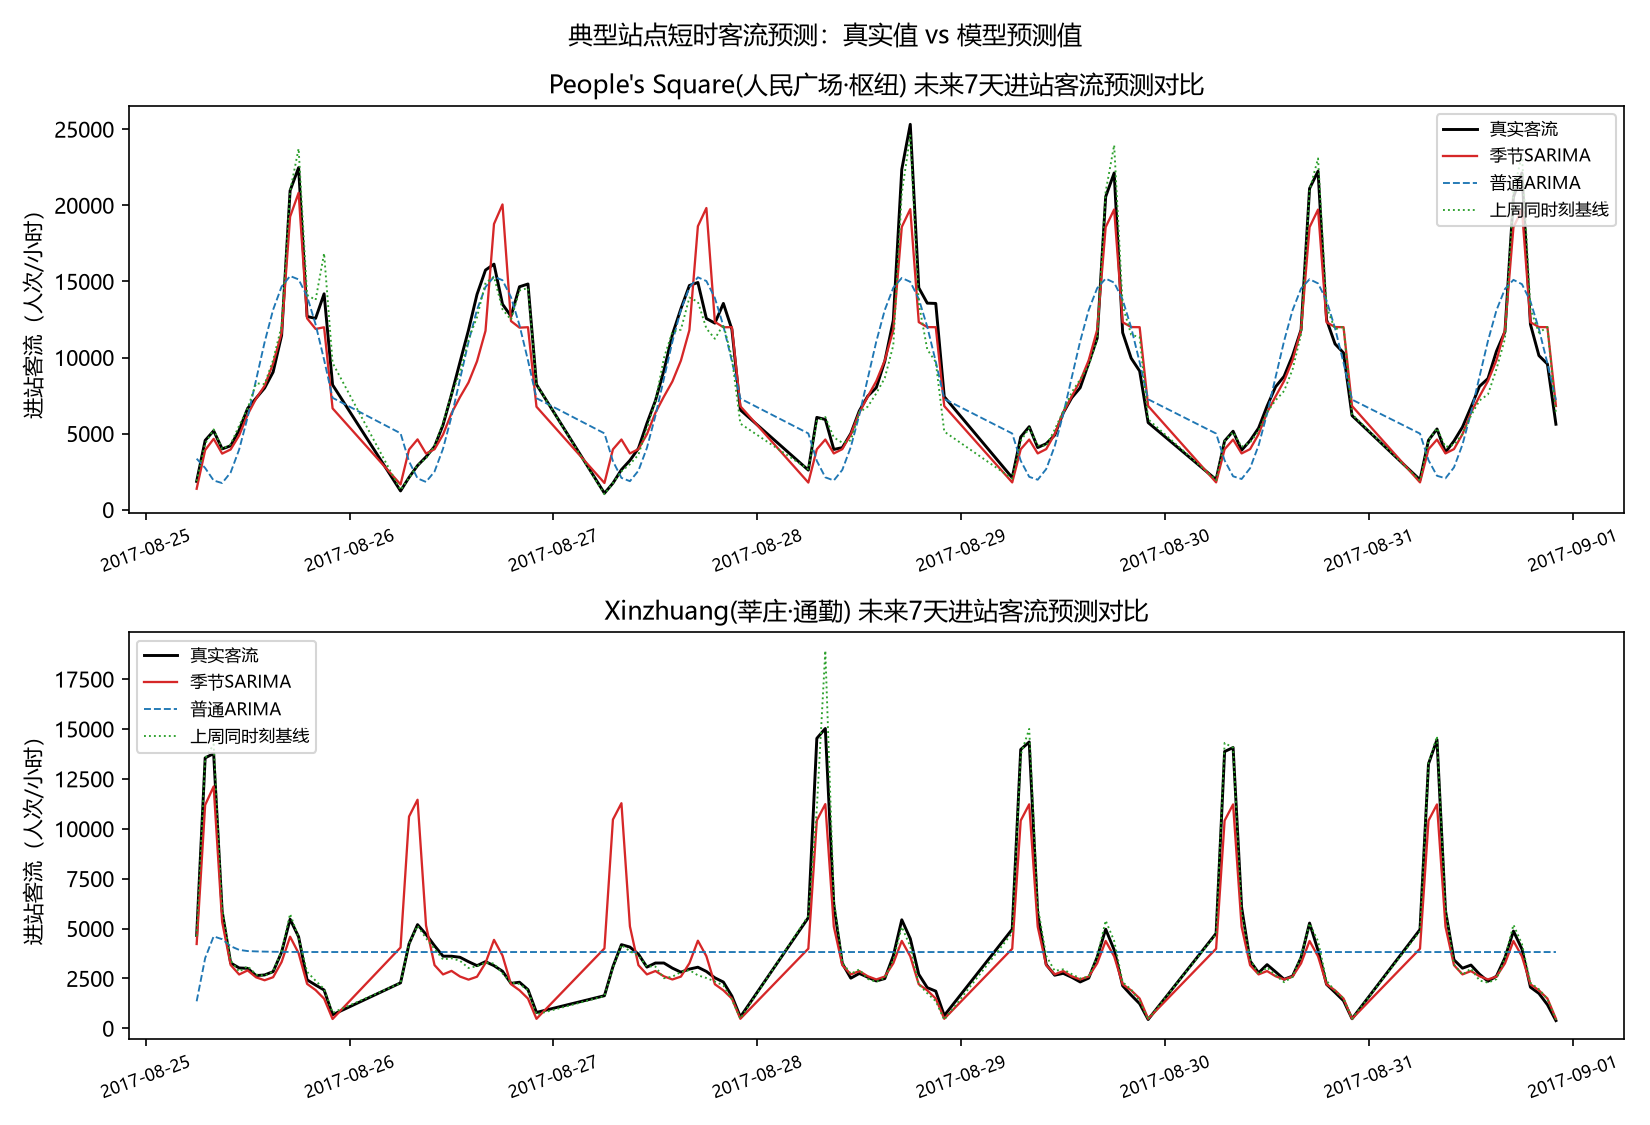 典型站点短时客流预测：真实值 vs 模型预测值
People's Square(人民广场·枢纽) 未来7天进站客流预测对比
进站客流（人次/小时）
25000
20000
15000
10000
5000
0
真实客流
季节SARIMA
普通ARIMA
上周同时刻基线
2017-08-25
2017-08-26
2017-08-27
2017-08-28
2017-08-29
2017-08-30
2017-08-31
2017-09-01
Xinzhuang(莘庄·通勤) 未来7天进站客流预测对比
进站客流（人次/小时）
17500
15000
12500
10000
7500
5000
2500
0
真实客流
季节SARIMA
普通ARIMA
上周同时刻基线
2017-08-25
2017-08-26
2017-08-27
2017-08-28
2017-08-29
2017-08-30
2017-08-31
2017-09-01